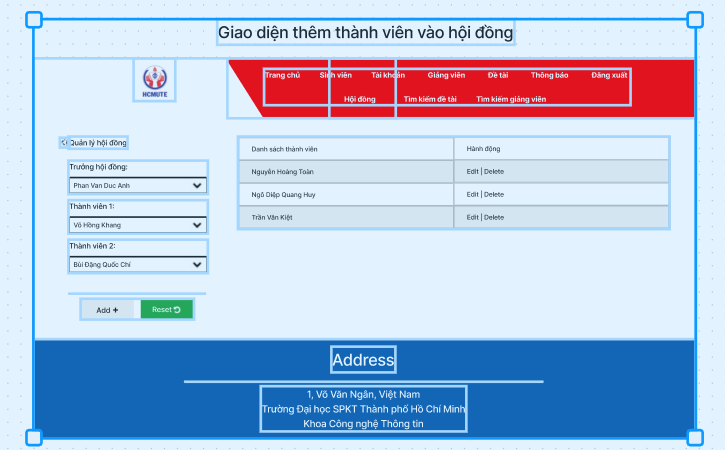 Giao diện thêm thành viên vào hội đồng
HCMUTE
Trang chủ Sinh viên Tài khoản Giảng viên Đề tài Thông báo Đăng xuất
Hội đồng Tìm kiếm đề tài Tìm kiếm giảng viên
Quản lý hội đồng
Trưởng hội đồng:
Phan Van Duc Anh
Thành viên 1:
Võ Hồng Khang
Thành viên 2:
Bùi Đặng Quốc Chí
Add +
Reset
Danh sách thành viên Hành động
Nguyễn Hoàng Toàn Edit | Delete
Ngô Diệp Quang Huy Edit | Delete
Trần Văn Kiệt Edit | Delete
Address
1, Võ Văn Ngân, Việt Nam
Trường Đại học SPKT Thành phố Hồ Chí Minh
Khoa Công nghệ Thông tin